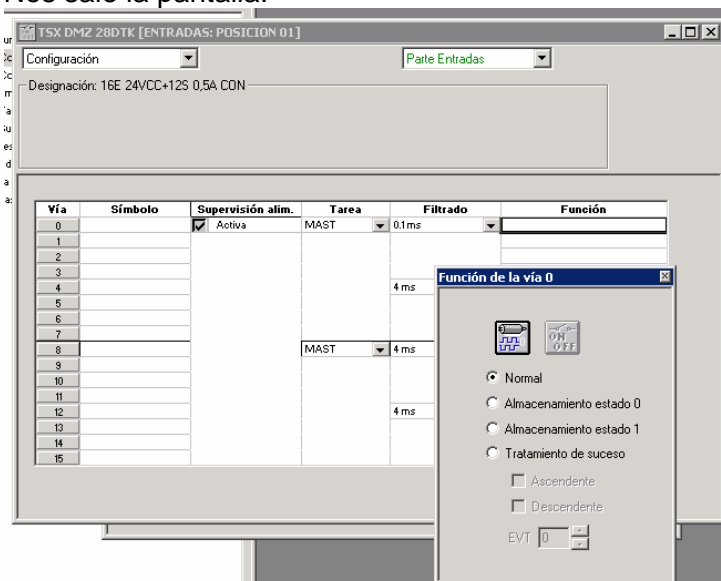 Nos sale la pantalla:
TSX DMZ 28DTK [ENTRADAS: POSICION 01]
Configuración
Parte Entradas
Designación: 16E 24VCC+12S 0,5A CON
Vía Símbolo Supervisión alim. Tarea Filtrado Función
0 Activa MAST 0.1ms
1
2
3
4 4 ms
5
6
7
8 MAST 4 ms
9
10
11
12 4 ms
13
14
15
Función de la vía 0
ON
OFF
Normal
Almacenamiento estado 0
Almacenamiento estado 1
Tratamiento de suceso
Ascendente
Descendente
EVT 0